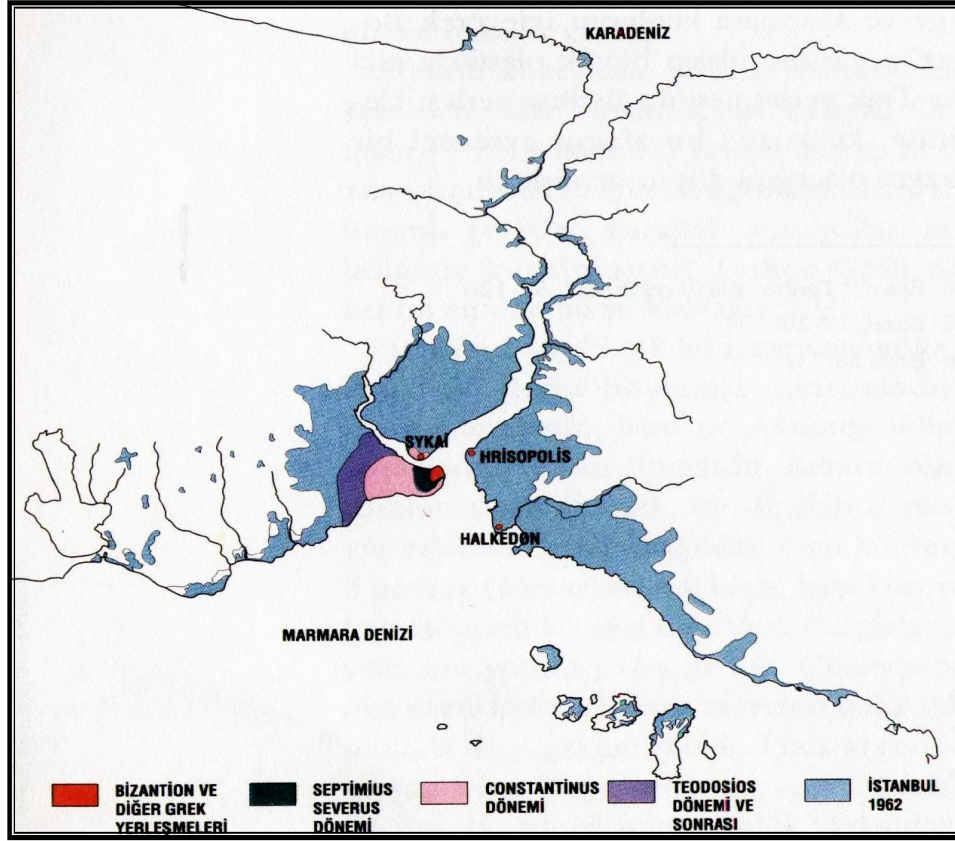 KARADENİZ
SYKAİ
HRİSOPOLİS
HALKEDON
MARMARA DENİZİ
BİZANTİON VE
DİĞER GREK
YERLEŞMELERİ
SEPTİMİUS
SEVERUS
DÖNEMİ
CONSTANTİNUS
DÖNEMİ
TEODOSİOS
DÖNEMİ VE
SONRASI
İSTANBUL
1962